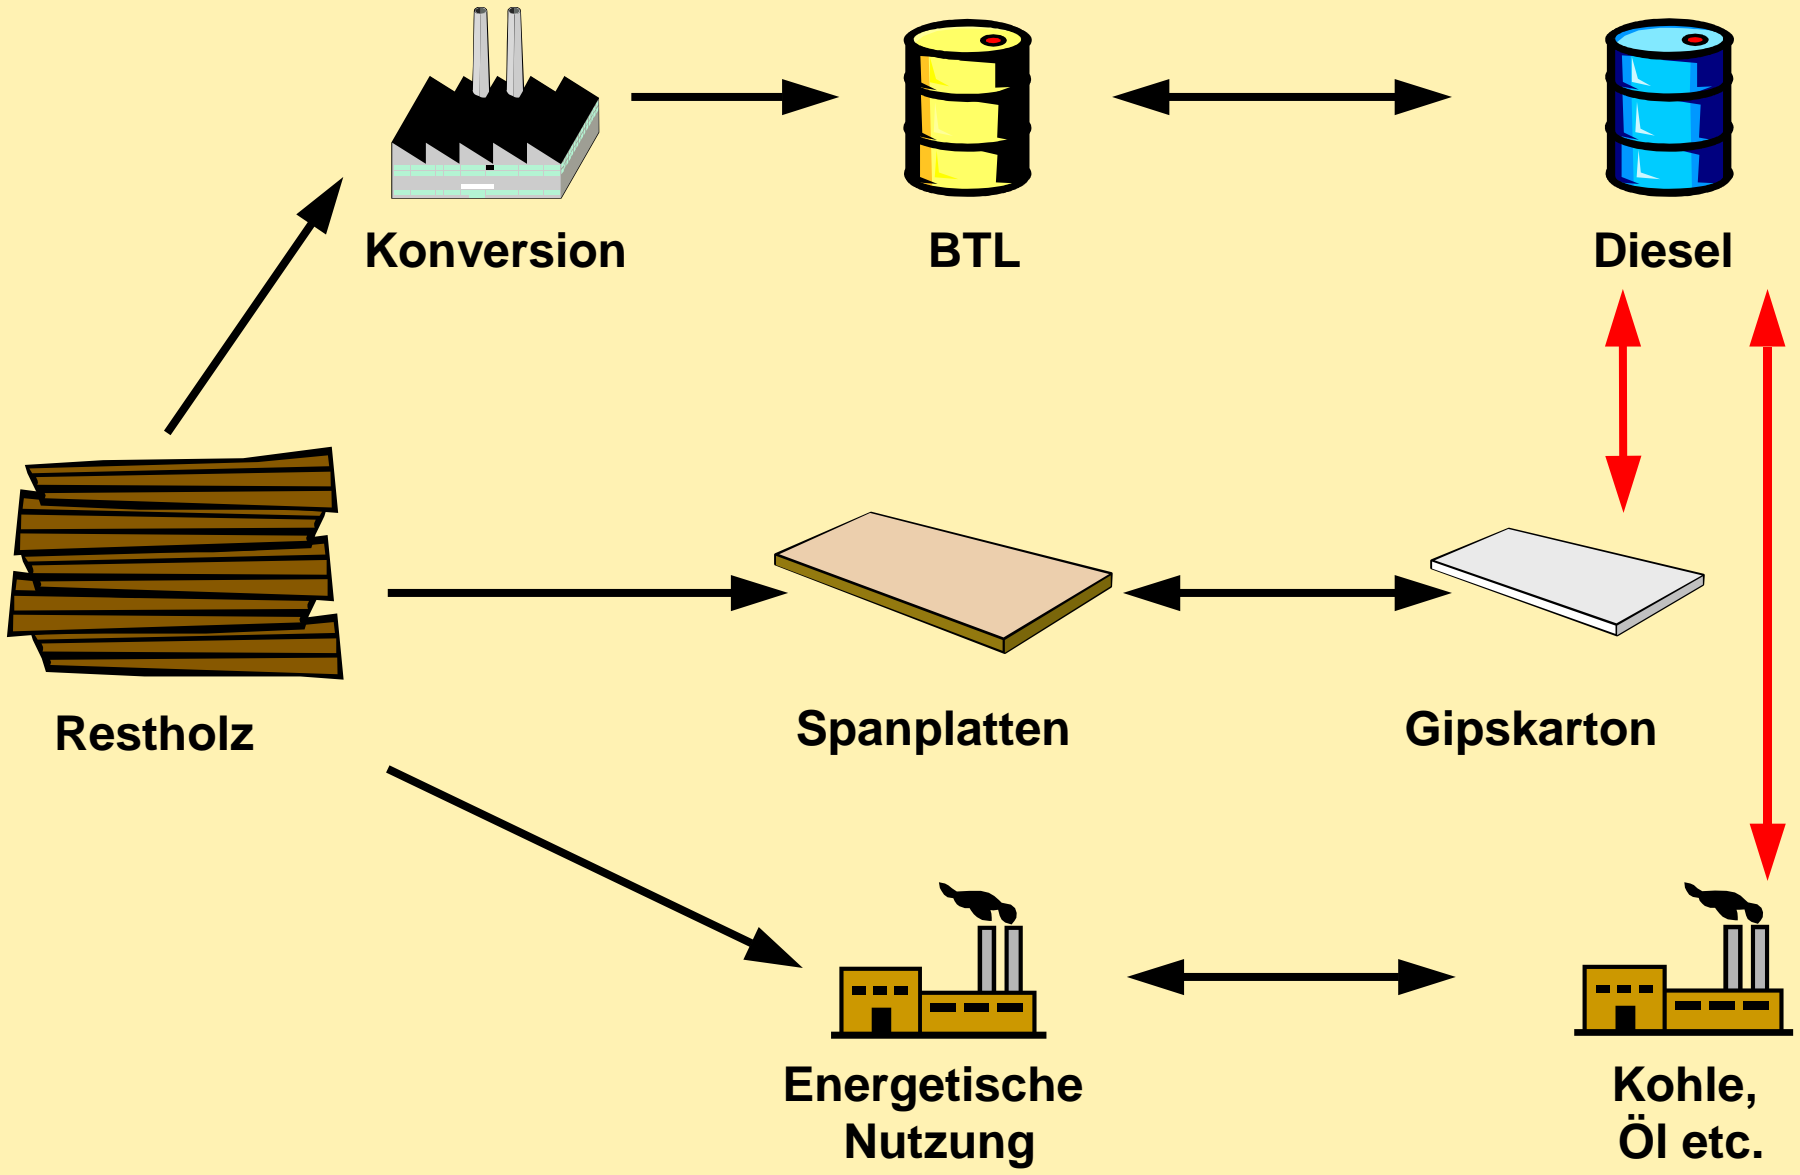 Konversion
BTL
Diesel
Restholz
Spanplatten
Gipskarton
Energetische
Nutzung
Kohle,
Öl etc.